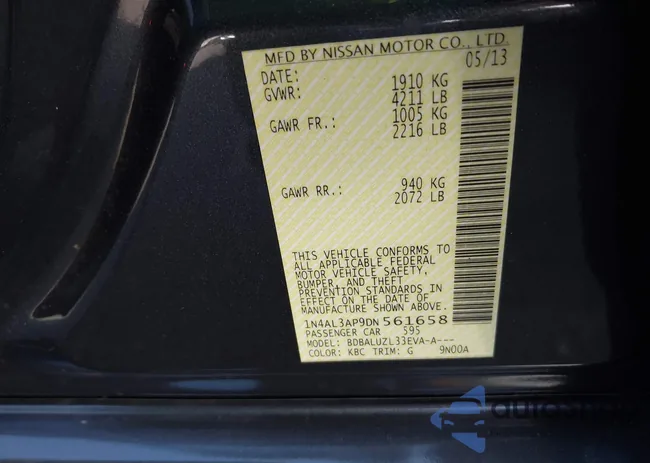 MFD BY NISSAN MOTOR CO., LTD.
DATE: 05/13
GVWR: 1910 KG
4211 LB
GAWR FR.: 1005 KG
2216 LB
GAWR RR.: 940 KG
2072 LB
THIS VEHICLE CONFORMS TO
ALL APPLICABLE FEDERAL
MOTOR VEHICLE SAFETY,
BUMPER, AND THEFT
PREVENTION STANDARDS IN
EFFECT ON THE DATE OF
MANUFACTURE SHOWN ABOVE.
1N4AL3AP9DN561658
PASSENGER CAR 595
MODEL: BDBALUZL33EVA-A---
COLOR: KBC TRIM: G 9N00A